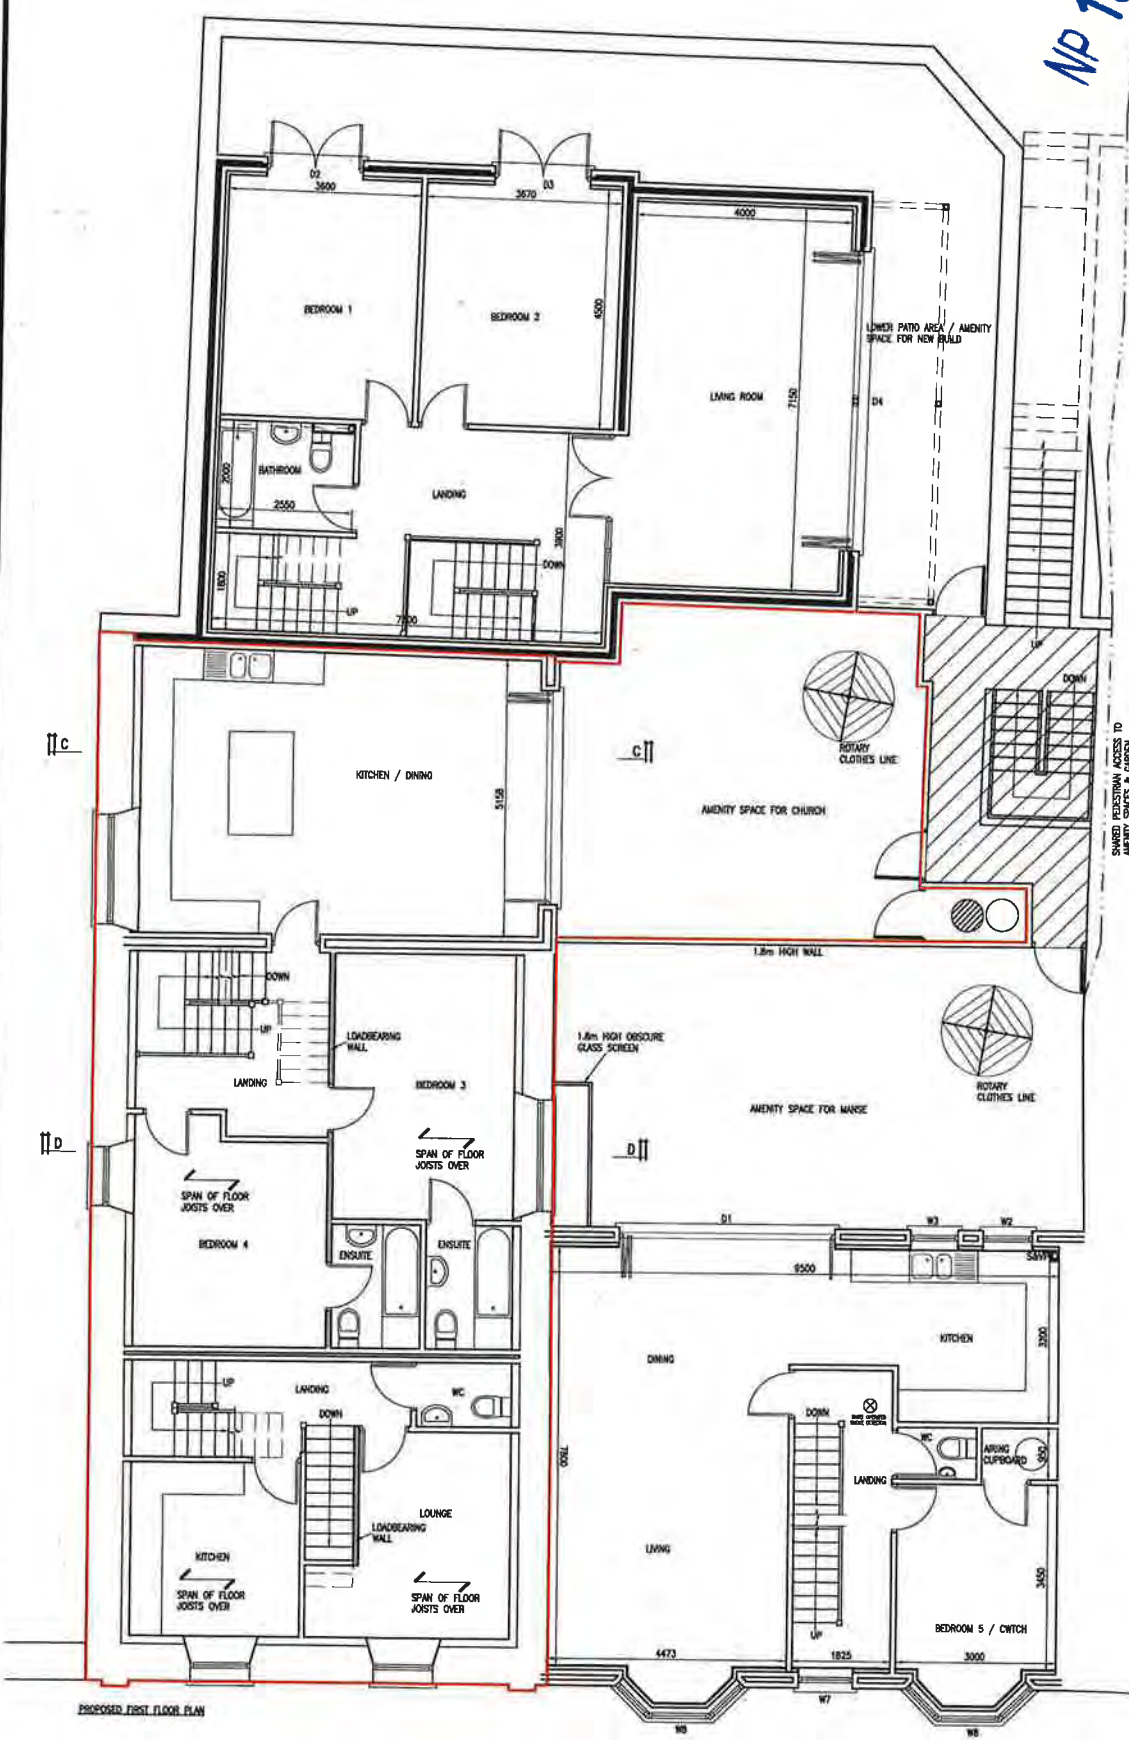 NP
D2
3600
D3
3670
4000
BEDROOM 1
BEDROOM 2
4500
LOWER PATIO AREA / AMENITY
SPACE FOR NEW BUILD
LIVING ROOM
7150
D4
BATHROOM
2000
2550
LANDING
3900
DOWN
1800
UP
UP
DOWN
C
C
KITCHEN / DINING
5158
ROTARY
CLOTHES LINE
AMENITY SPACE FOR CHURCH
SHARED PEDESTRIAN ACCESS TO
AMENITY SPACES & GARDEN
1.8m HIGH WALL
DOWN
UP
LOADBEARING
WALL
1.8m HIGH OBSCURE
GLASS SCREEN
LANDING
BEDROOM 3
ROTARY
CLOTHES LINE
AMENITY SPACE FOR MANSE
D
D
SPAN OF FLOOR
JOISTS OVER
SPAN OF FLOOR
JOISTS OVER
BEDROOM 4
ENSUITE
ENSUITE
D1
W3
W2
9500
KITCHEN
3200
DINING
UP
LANDING
WC
DOWN
DOWN
WC
AIRING
CUPBOARD
950
7800
LANDING
LOUNGE
LOADBEARING
WALL
KITCHEN
LIVING
SPAN OF FLOOR
JOISTS OVER
SPAN OF FLOOR
JOISTS OVER
3450
BEDROOM 5 / CWTCH
UP
4473
1825
3000
W7
W8
PROPOSED FIRST FLOOR PLAN